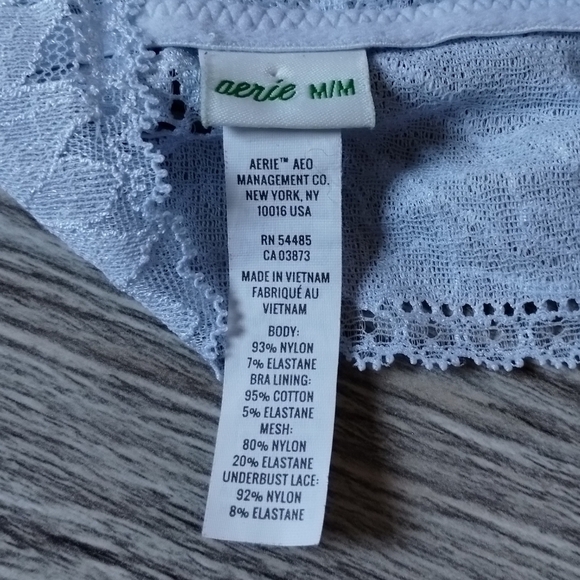 aerie M/M
AERIE™ AEO
MANAGEMENT CO.
NEW YORK, NY
10016 USA
RN 54485
CA 03873
MADE IN VIETNAM
FABRIQUÉ AU
VIETNAM
BODY:
93% NYLON
7% ELASTANE
BRA LINING:
95% COTTON
5% ELASTANE
MESH:
80% NYLON
20% ELASTANE
UNDERBUST LACE:
92% NYLON
8% ELASTANE